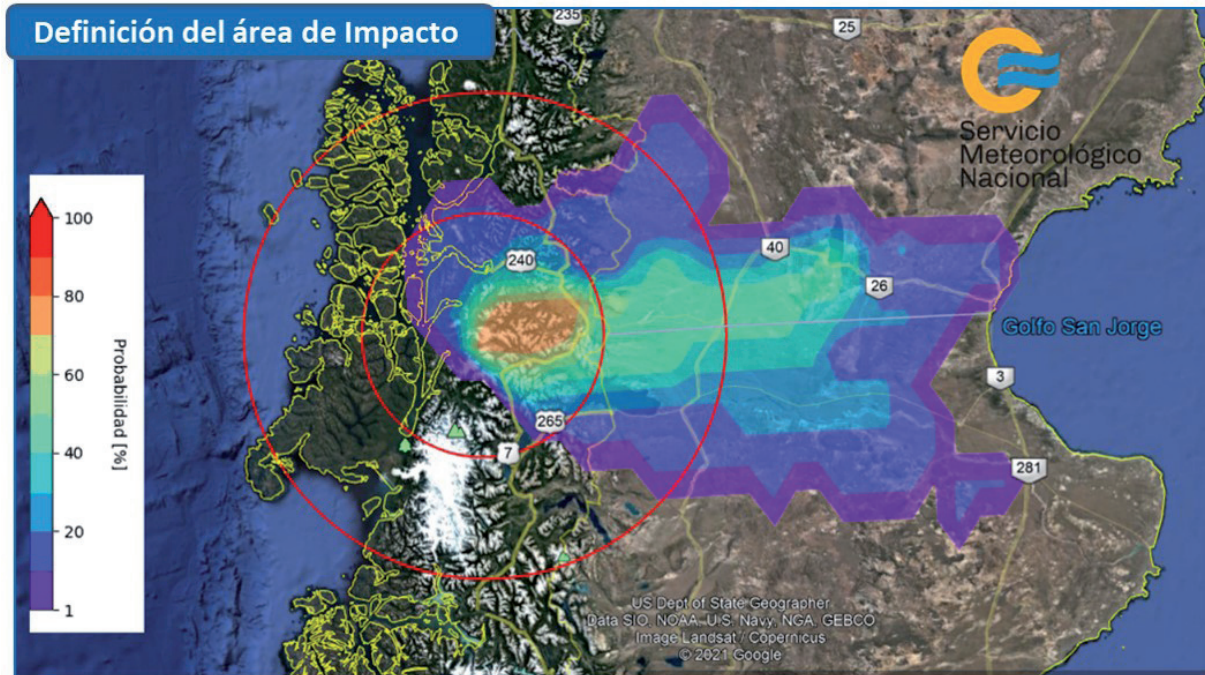 Definición del área de Impacto
235
25
Servicio
Meteorológico
Nacional
100
80
60
40
20
1
Probabilidad [%]
240
40
26
Golfo San Jorge
3
265
7
281
US Dept of State Geographer
Data SIO, NOAA, U.S. Navy, NGA, GEBCO
Image Landsat / Copernicus
© 2021 Google